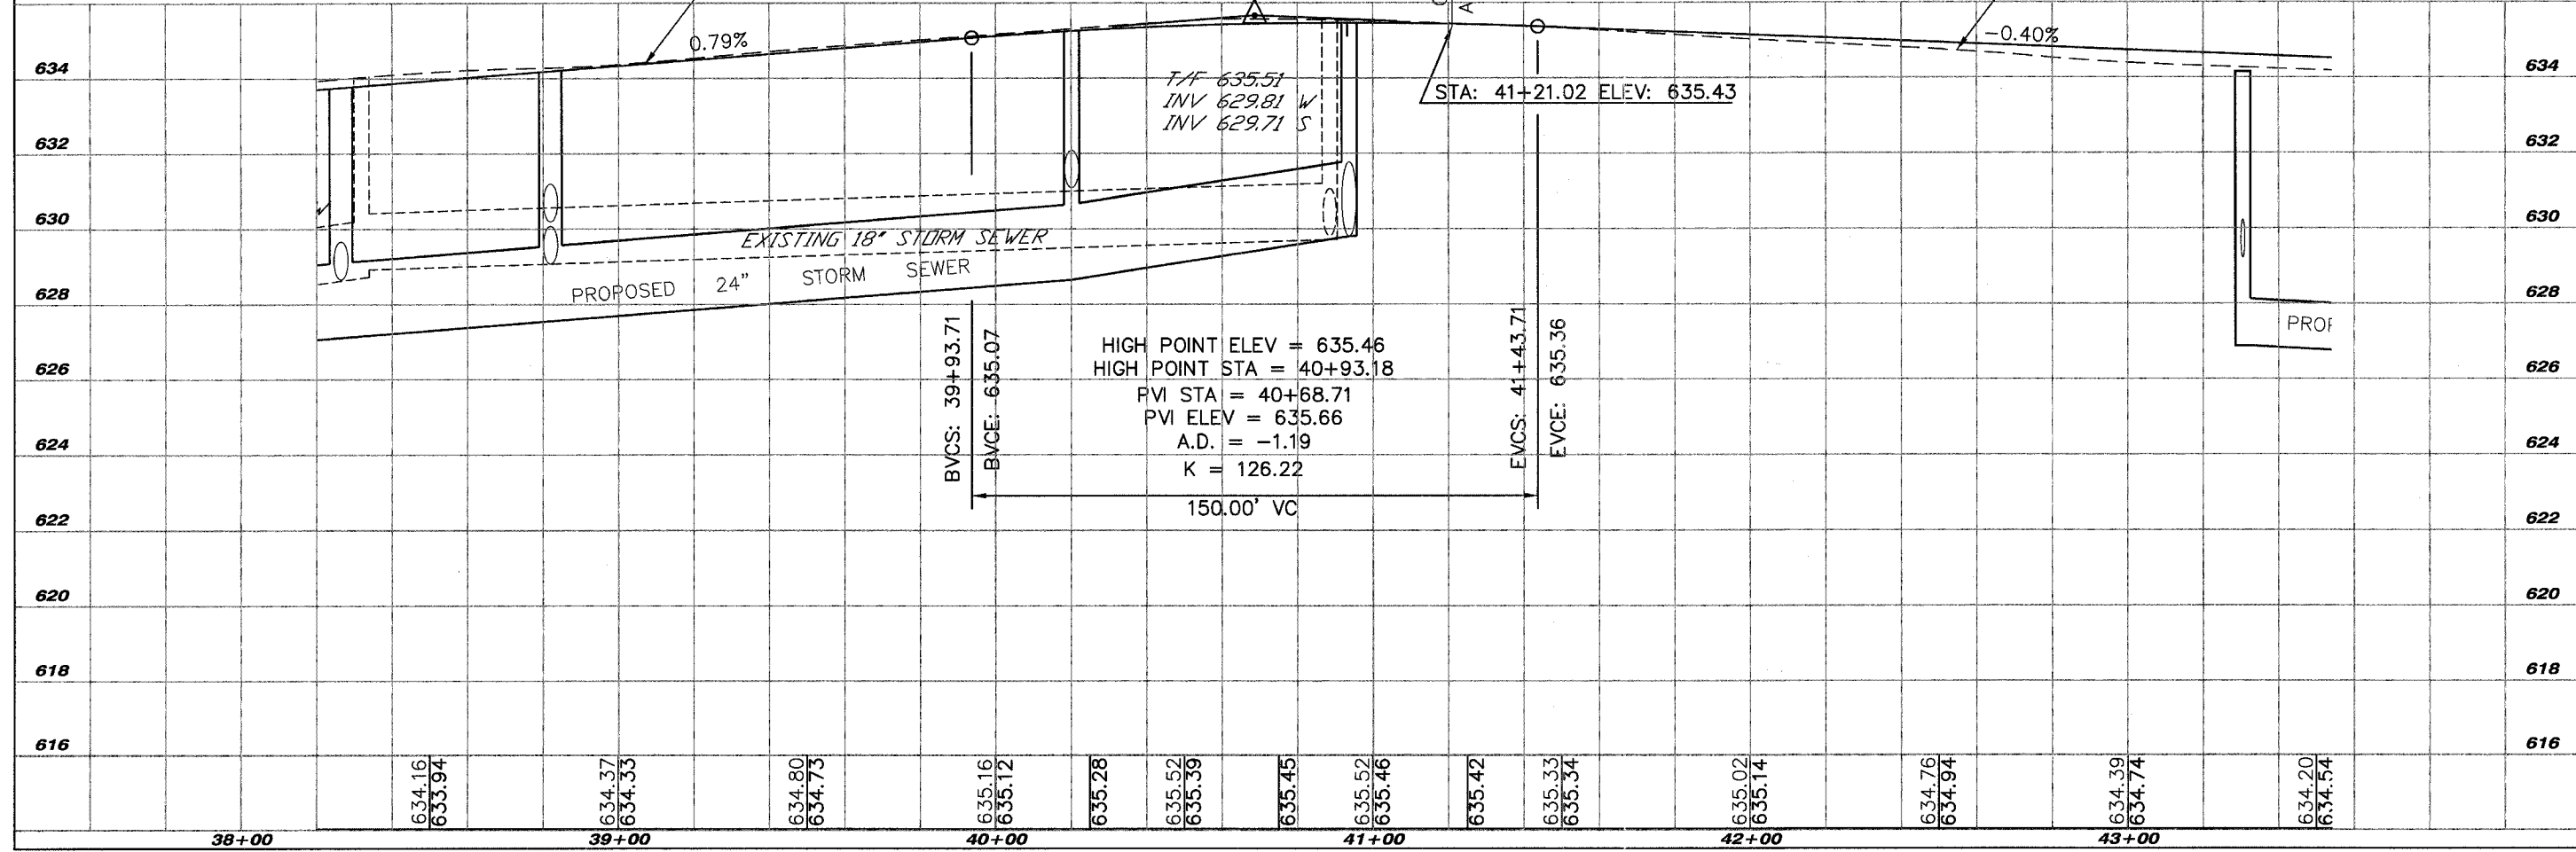 C
A
0.79%
-0.40%
634
634
T/F 635.51
INV 629.81 W
INV 629.71 S
STA: 41+21.02 ELEV: 635.43
632
632
630
630
EXISTING 18" STORM SEWER
PROPOSED 24" STORM SEWER
628
628
BVCS: 39+93.71
BVCE: 635.07
HIGH POINT ELEV = 635.46
HIGH POINT STA = 40+93.18
PVI STA = 40+68.71
PVI ELEV = 635.66
A.D. = -1.19
K = 126.22
150.00' VC
EVCS: 41+43.71
EVCE: 635.36
PROF
626
626
624
624
622
622
620
620
618
618
616
616
634.16
633.94
634.37
634.33
634.80
634.73
635.16
635.12
635.28
635.52
635.39
635.45
635.52
635.46
635.42
635.33
635.34
635.02
635.14
634.76
634.94
634.39
634.74
634.20
634.54
38+00
39+00
40+00
41+00
42+00
43+00